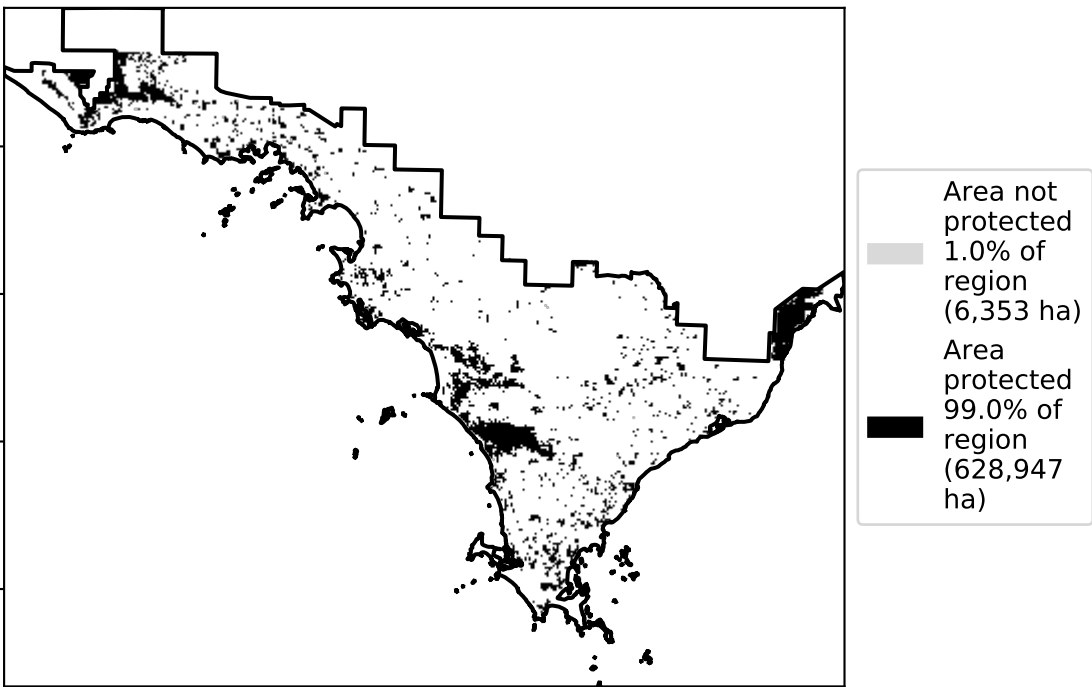 Area not
protected
1.0% of
region
(6,353 ha)
Area
protected
99.0% of
region
(628,947
ha)